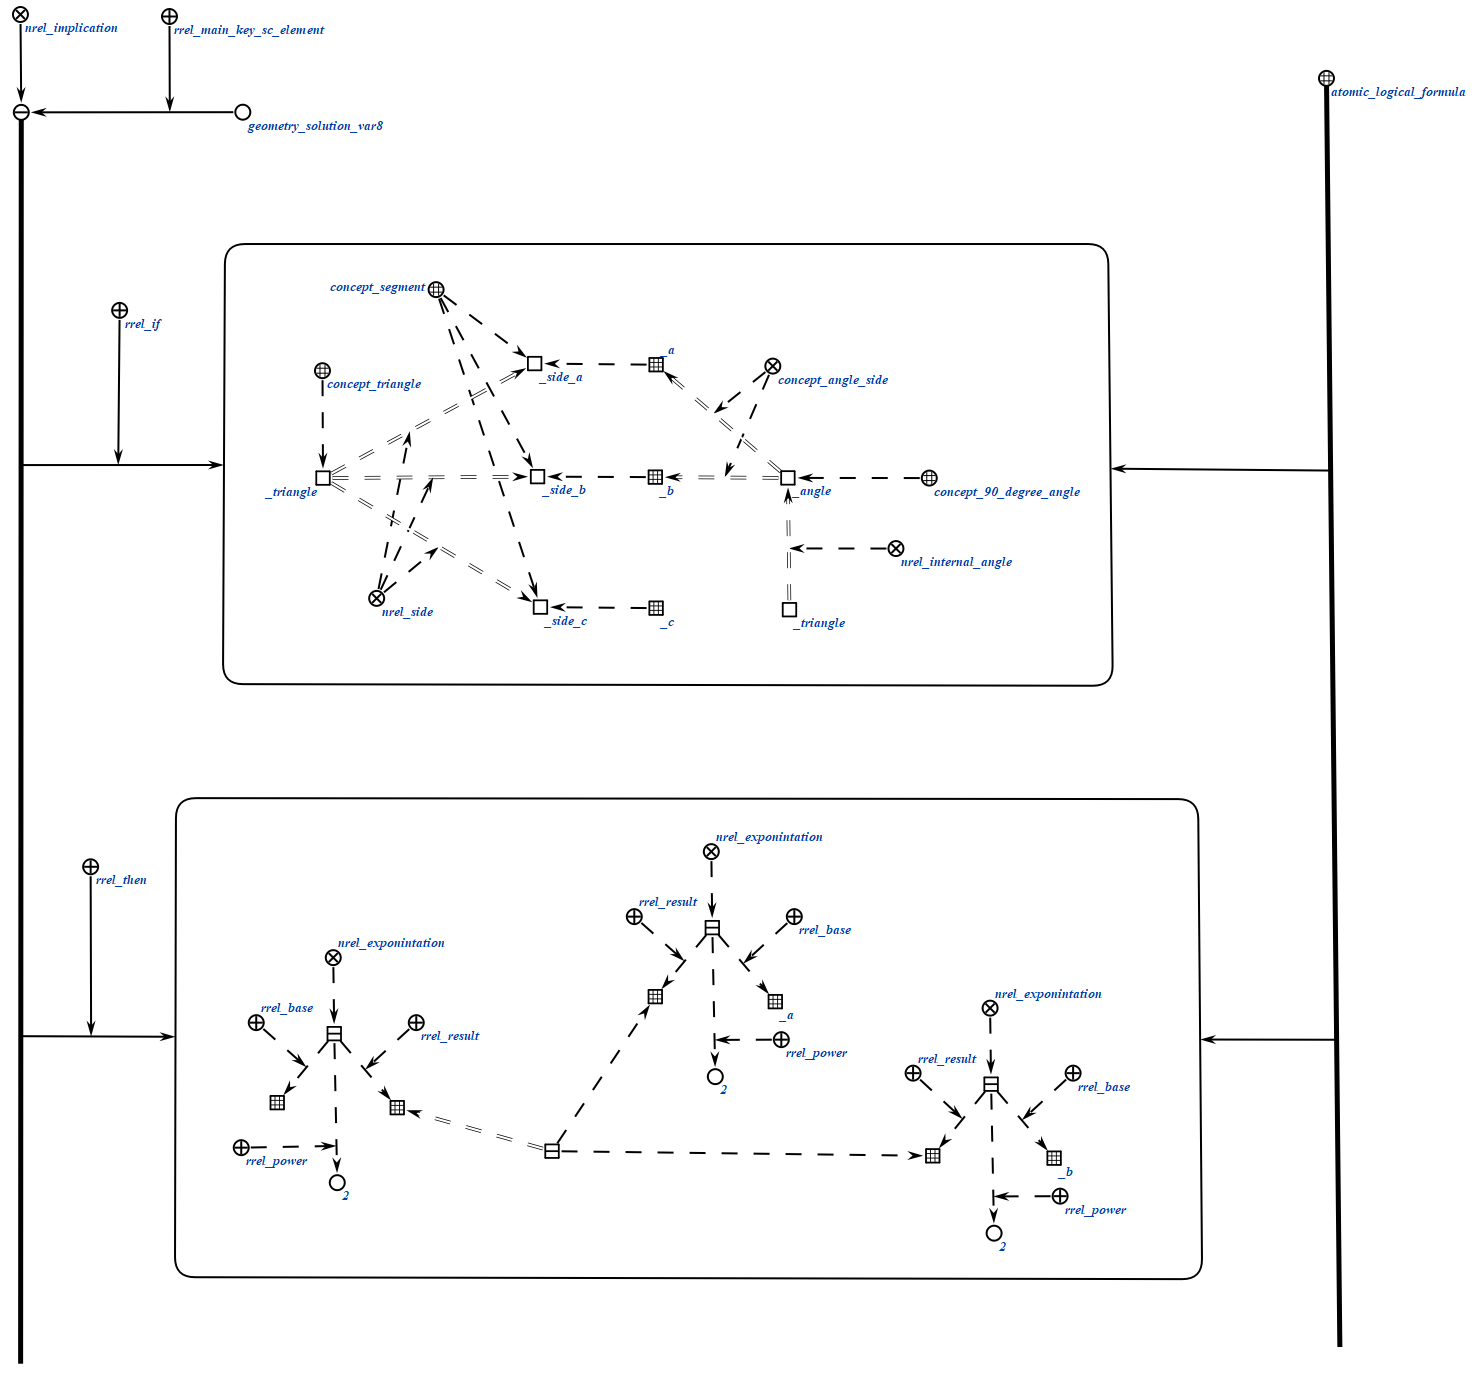 nrel_implication
rrel_main_key_sc_element
atomic_logical_formula
geometry_solution_var8
concept_segment
rrel_if
_a
_side_a
concept_triangle
concept_angle_side
_triangle
_side_b
_b
_angle
concept_90_degree_angle
nrel_internal_angle
nrel_side
_side_c
_c
_triangle
nrel_exponintation
rrel_then
rrel_result
rrel_base
nrel_exponintation
nrel_exponintation
rrel_base
_a
rrel_result
rrel_power
rrel_result
rrel_base
2
rrel_power
_b
2
rrel_power
2